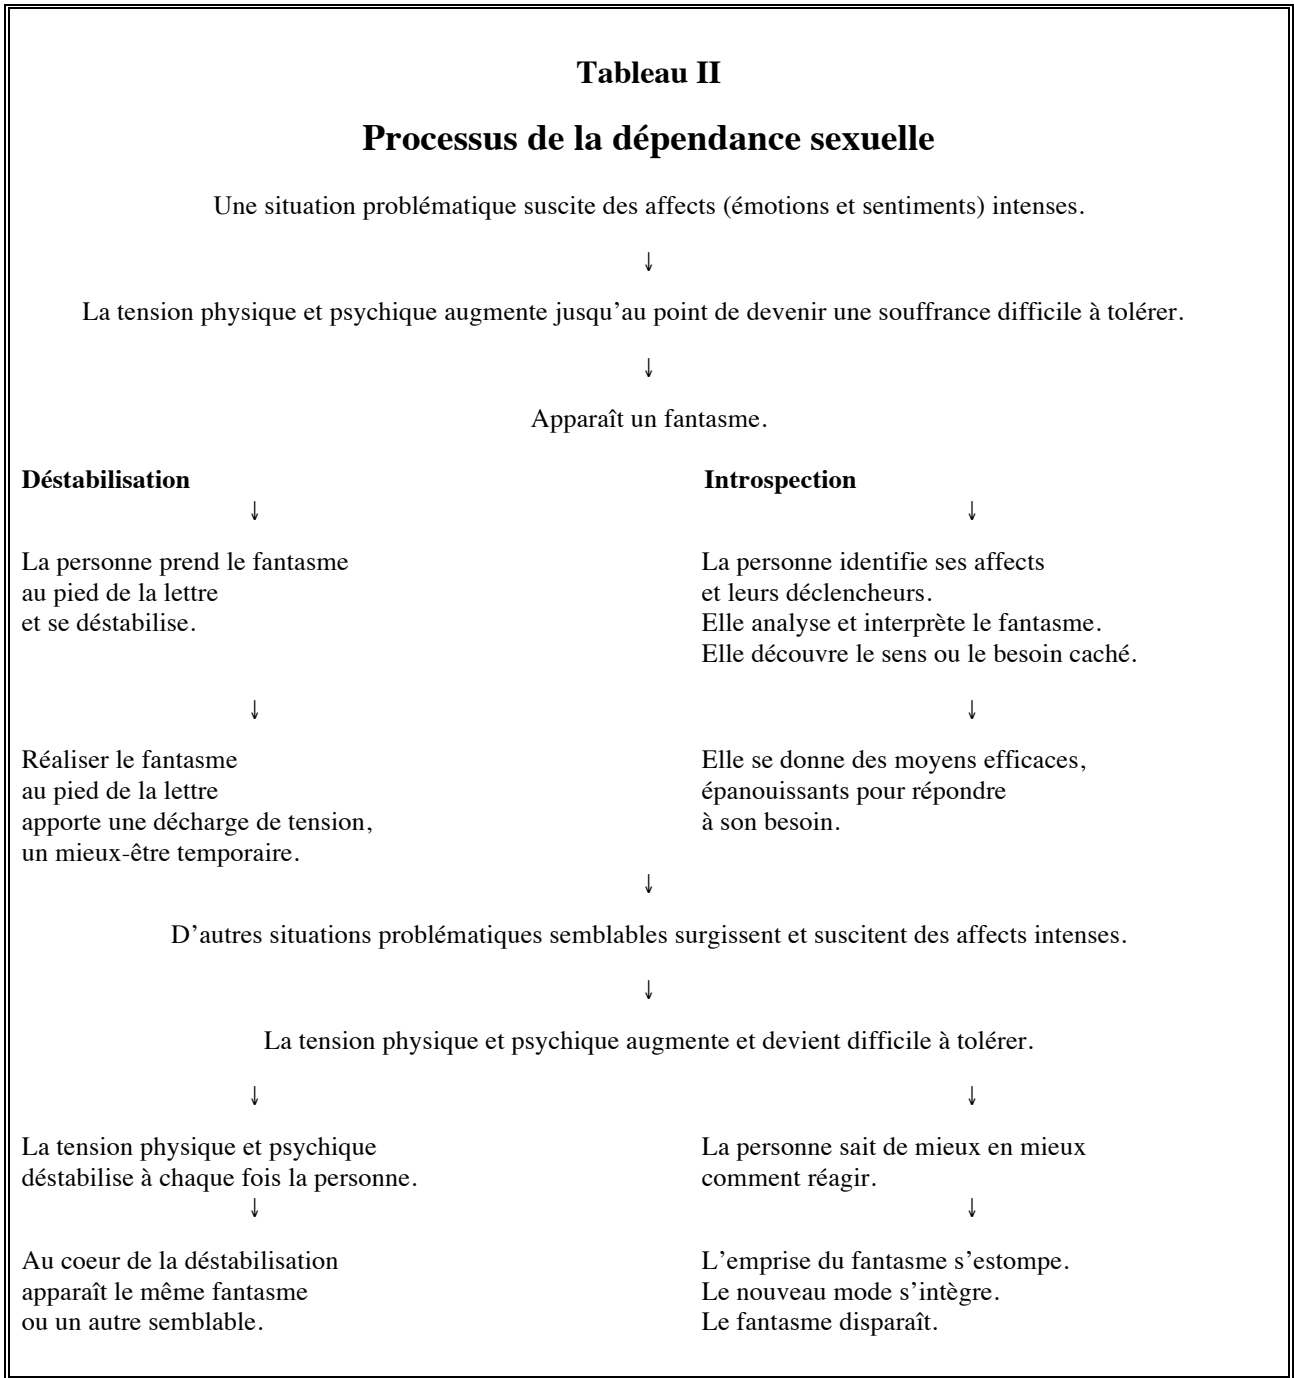 Tableau II
Processus de la dépendance sexuelle
Une situation problématique suscite des affects (émotions et sentiments) intenses.
↓
La tension physique et psychique augmente jusqu’au point de devenir une souffrance difficile à tolérer.
↓
Apparaît un fantasme.
Déstabilisation
↓
La personne prend le fantasme
au pied de la lettre
et se déstabilise.
↓
Réaliser le fantasme
au pied de la lettre
apporte une décharge de tension,
un mieux-être temporaire.
Introspection
↓
La personne identifie ses affects
et leurs déclencheurs.
Elle analyse et interprète le fantasme.
Elle découvre le sens ou le besoin caché.
↓
Elle se donne des moyens efficaces,
épanouissants pour répondre
à son besoin.
↓
D’autres situations problématiques semblables surgissent et suscitent des affects intenses.
↓
La tension physique et psychique augmente et devient difficile à tolérer.
↓
La tension physique et psychique
déstabilise à chaque fois la personne.
↓
Au coeur de la déstabilisation
apparaît le même fantasme
ou un autre semblable.
↓
La personne sait de mieux en mieux
comment réagir.
↓
L’emprise du fantasme s’estompe.
Le nouveau mode s’intègre.
Le fantasme disparaît.